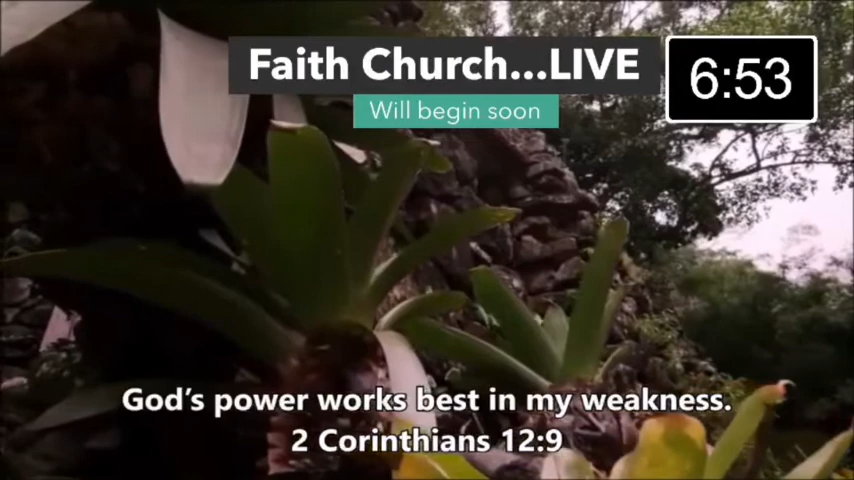 Faith Church...LIVE
6:53
Will begin soon
God's power works best in my weakness.
2 Corinthians 12:9